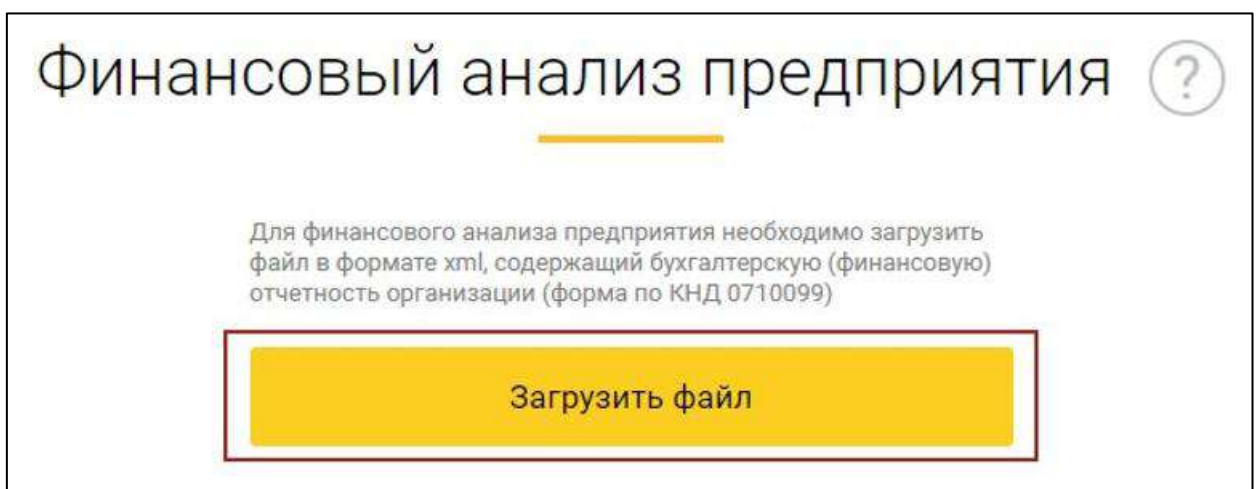 Финансовый анализ предприятия ?
Для финансового анализа предприятия необходимо загрузить
файл в формате xml, содержащий бухгалтерскую (финансовую)
отчетность организации (форма по КНД 0710099)
Загрузить файл